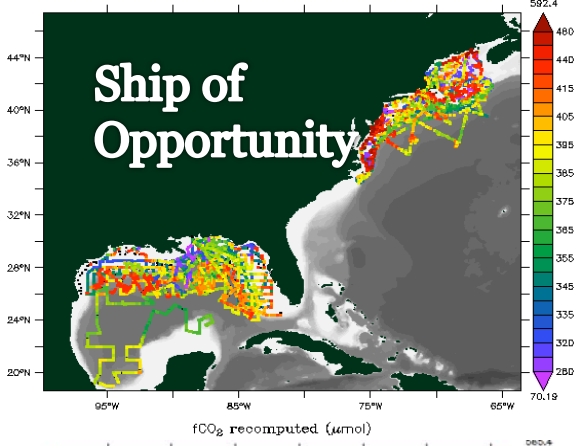 592.4
480
440
415
405
395
385
375
365
355
345
335
320
280
70.19
44°N
40°N
36°N
32°N
28°N
24°N
20°N
Ship of
Opportunity
95°W 85°W 75°W 65°W
fCO₂ recomputed (μmol)